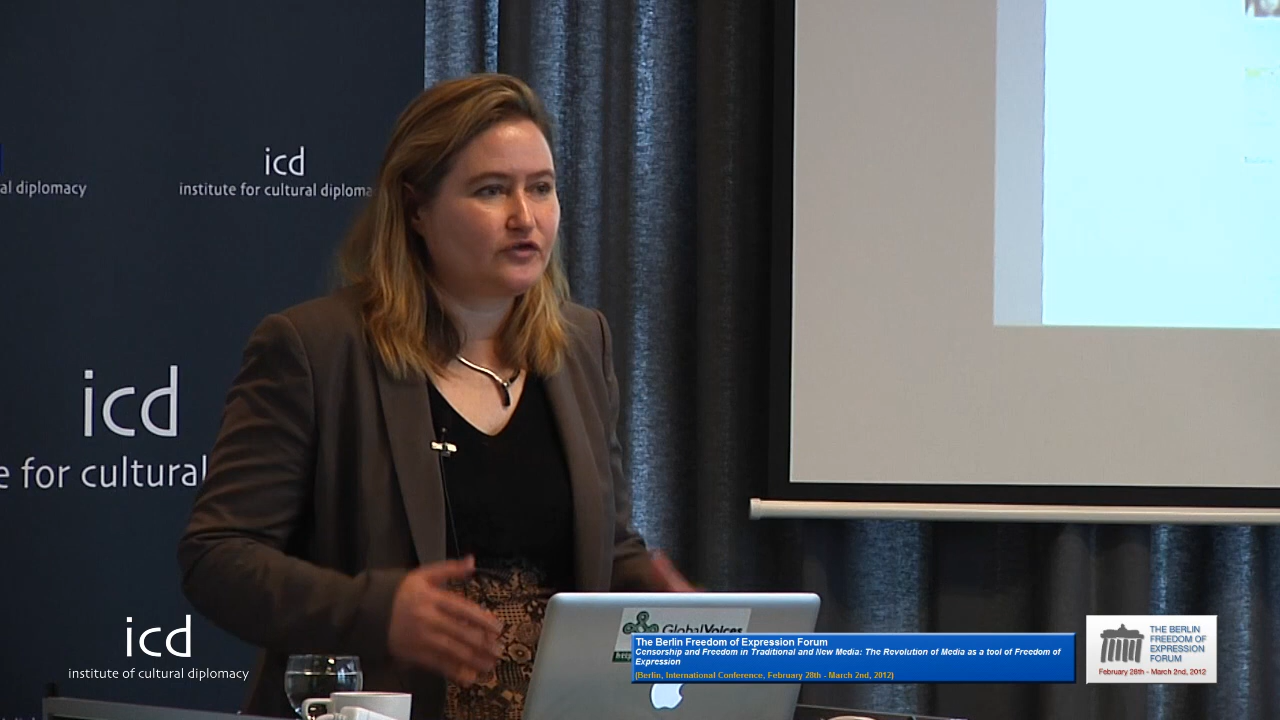 al diplomacy
icd
institute for cultural diploma
icd
e for cultural
icd
institute of cultural diplomacy
GlobalVoices
The Berlin Freedom of Expression Forum
Censorship and Freedom in Traditional and New Media: The Revolution of Media as a tool of Freedom of
Expression
(Berlin, International Conference, February 28th - March 2nd, 2012)
THE BERLIN
FREEDOM OF
EXPRESSION
FORUM
February 28th - March 2nd, 2012